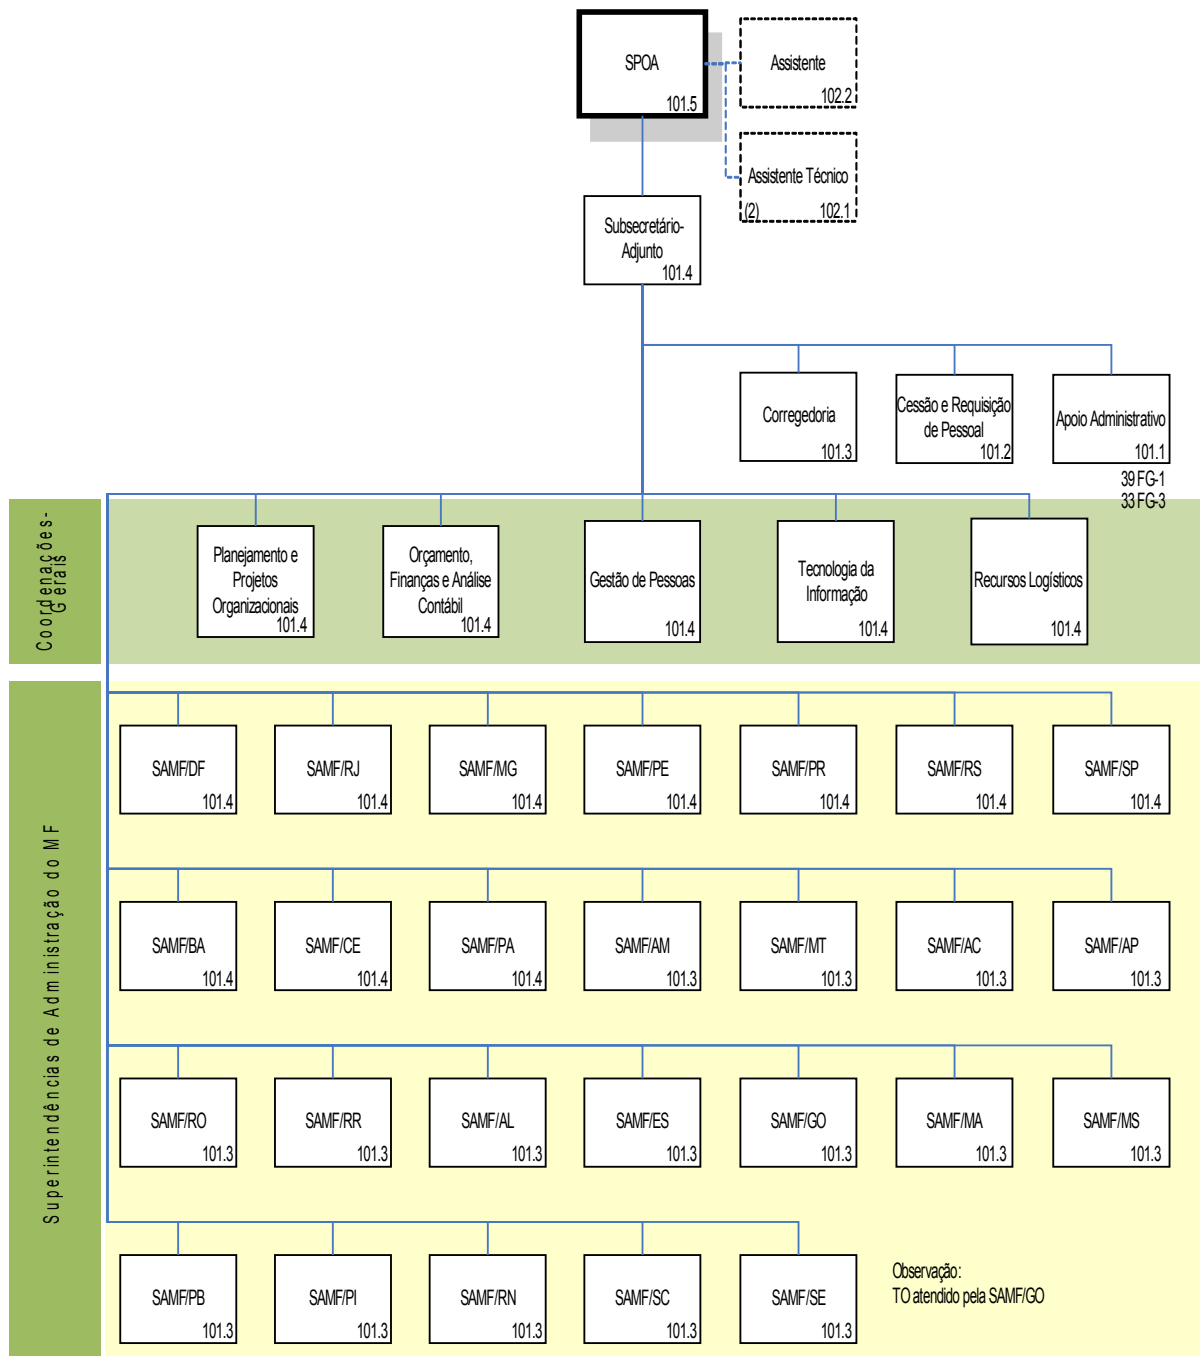 SPOA
101.5
Assistente
102.2
Assistente Técnico
(2) 102.1
Subsecretário-
Adjunto
101.4
Corregedoria
101.3
Cessão e Requisição
de Pessoal
101.2
Apoio Administrativo
101.1
39 FG-1
33 FG-3
Coordenações-
Gerais
Planejamento e
Projetos
Organizacionais
101.4
Orçamento,
Finanças e Análise
Contábil
101.4
Gestão de Pessoas
101.4
Tecnologia da
Informação
101.4
Recursos Logísticos
101.4
Superintendências de Administração do MF
SAMF/DF
101.4
SAMF/RJ
101.4
SAMF/MG
101.4
SAMF/PE
101.4
SAMF/PR
101.4
SAMF/RS
101.4
SAMF/SP
101.4
SAMF/BA
101.4
SAMF/CE
101.4
SAMF/PA
101.4
SAMF/AM
101.3
SAMF/MT
101.3
SAMF/AC
101.3
SAMF/AP
101.3
SAMF/RO
101.3
SAMF/RR
101.3
SAMF/AL
101.3
SAMF/ES
101.3
SAMF/GO
101.3
SAMF/MA
101.3
SAMF/MS
101.3
SAMF/PB
101.3
SAMF/PI
101.3
SAMF/RN
101.3
SAMF/SC
101.3
SAMF/SE
101.3
Observação:
TO atendido pela SAMF/GO